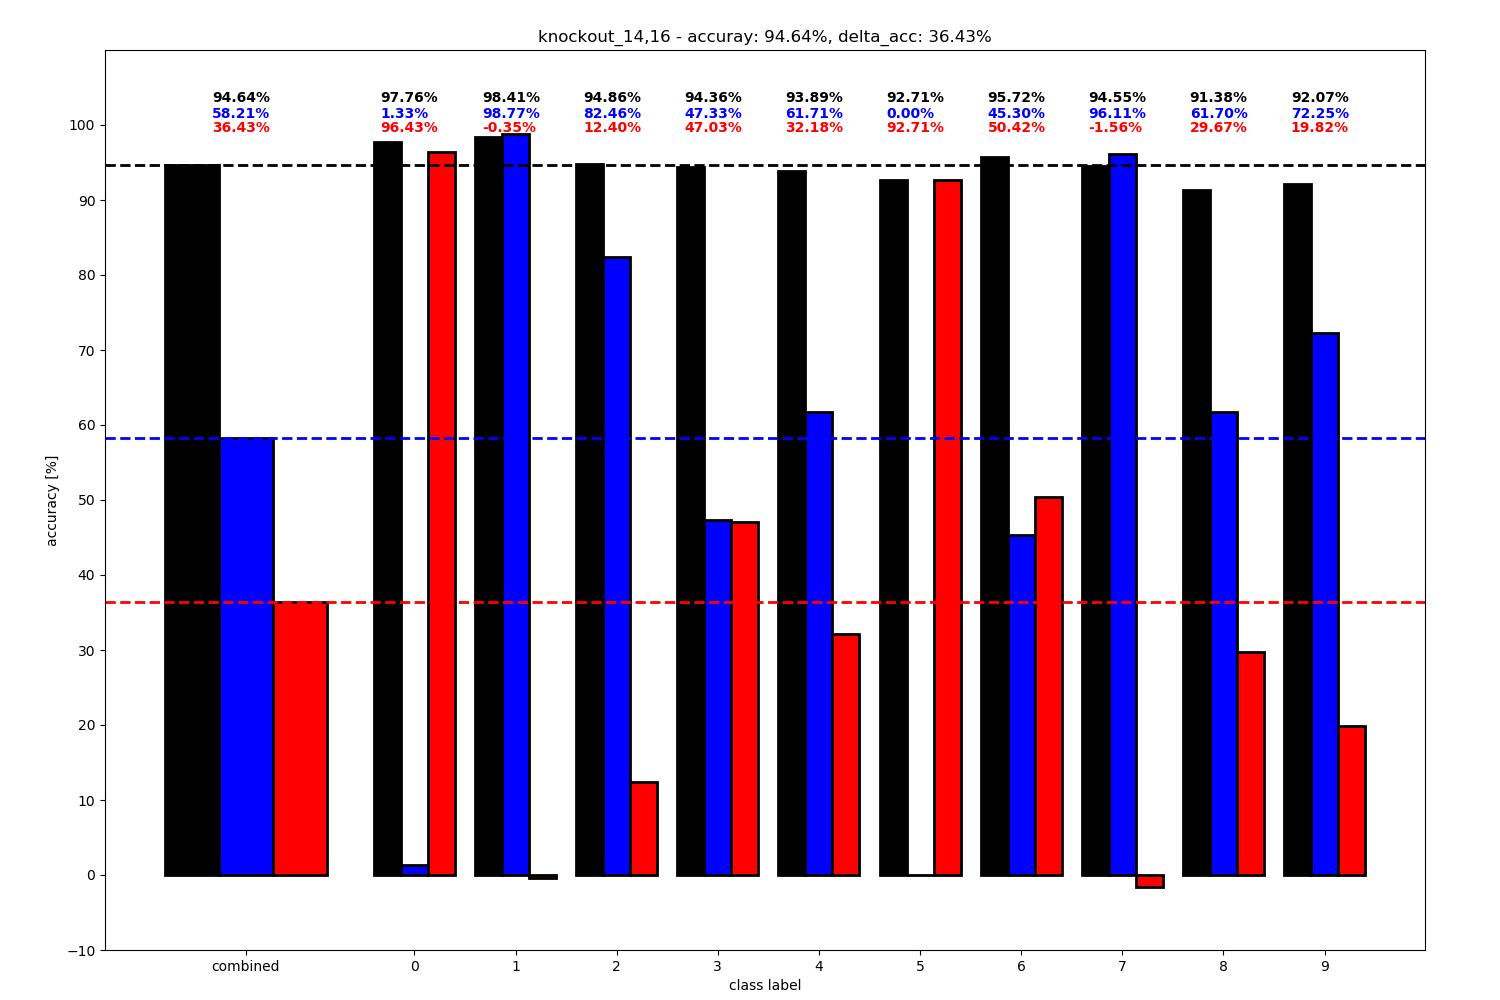 knockout_14,16 - accuray: 94.64%, delta_acc: 36.43%
94.64% 97.76% 98.41% 94.86% 94.36% 93.89% 92.71% 95.72% 94.55% 91.38% 92.07%
58.21% 1.33% 98.77% 82.46% 47.33% 61.71% 0.00% 45.30% 96.11% 61.70% 72.25%
36.43% 96.43% -0.35% 12.40% 47.03% 32.18% 92.71% 50.42% -1.56% 29.67% 19.82%
100
90
80
70
60
50
40
30
20
10
0
−10
accuracy [%]
combined 0 1 2 3 4 5 6 7 8 9
class label